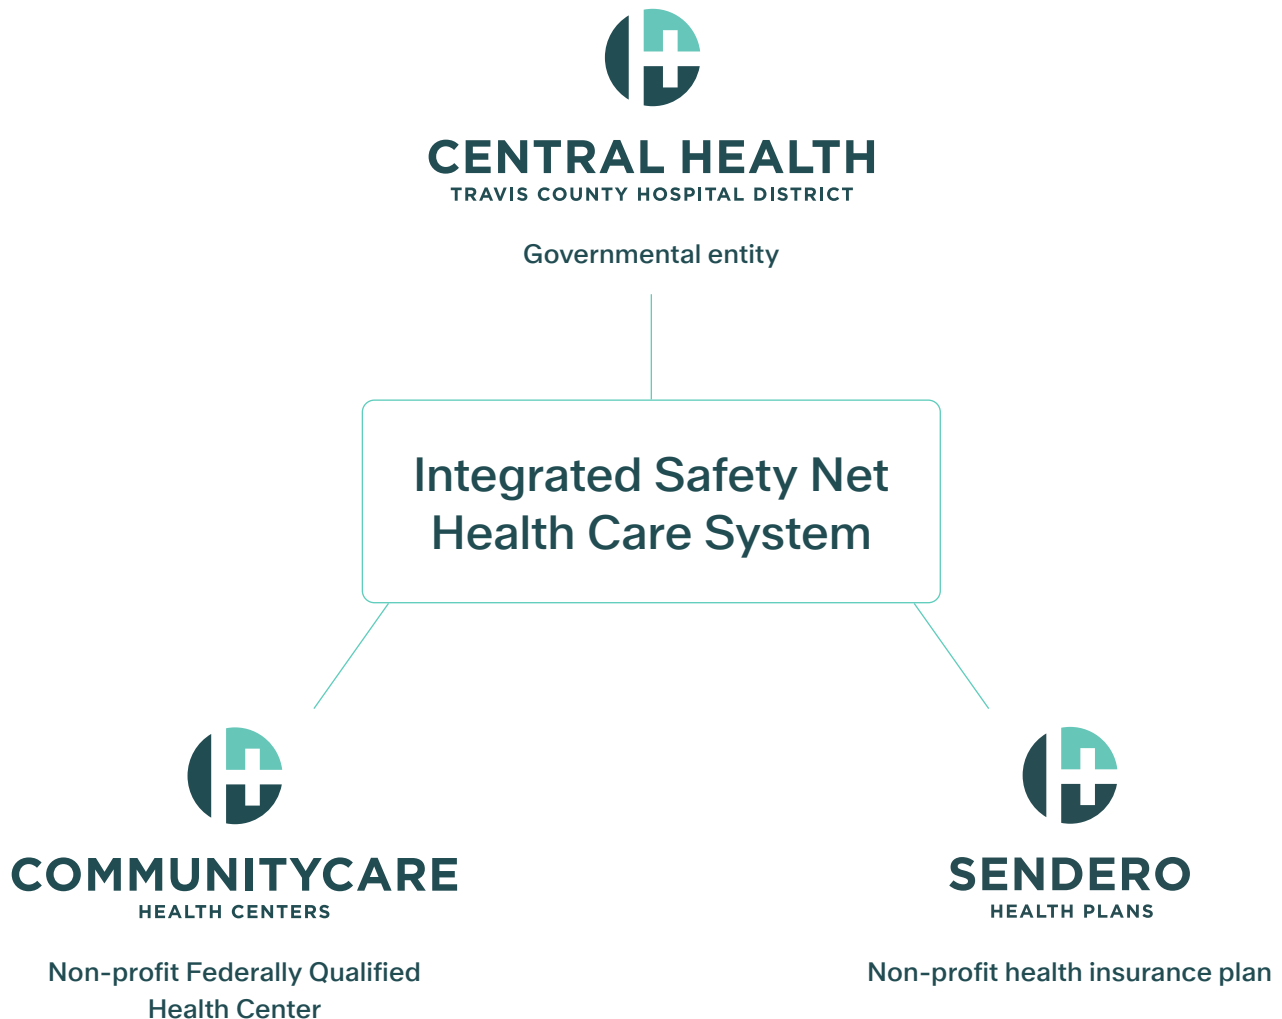 CENTRAL HEALTH
TRAVIS COUNTY HOSPITAL DISTRICT
Governmental entity
Integrated Safety Net
Health Care System
COMMUNITYCARE
HEALTH CENTERS
Non-profit Federally Qualified
Health Center
SENDERO
HEALTH PLANS
Non-profit health insurance plan